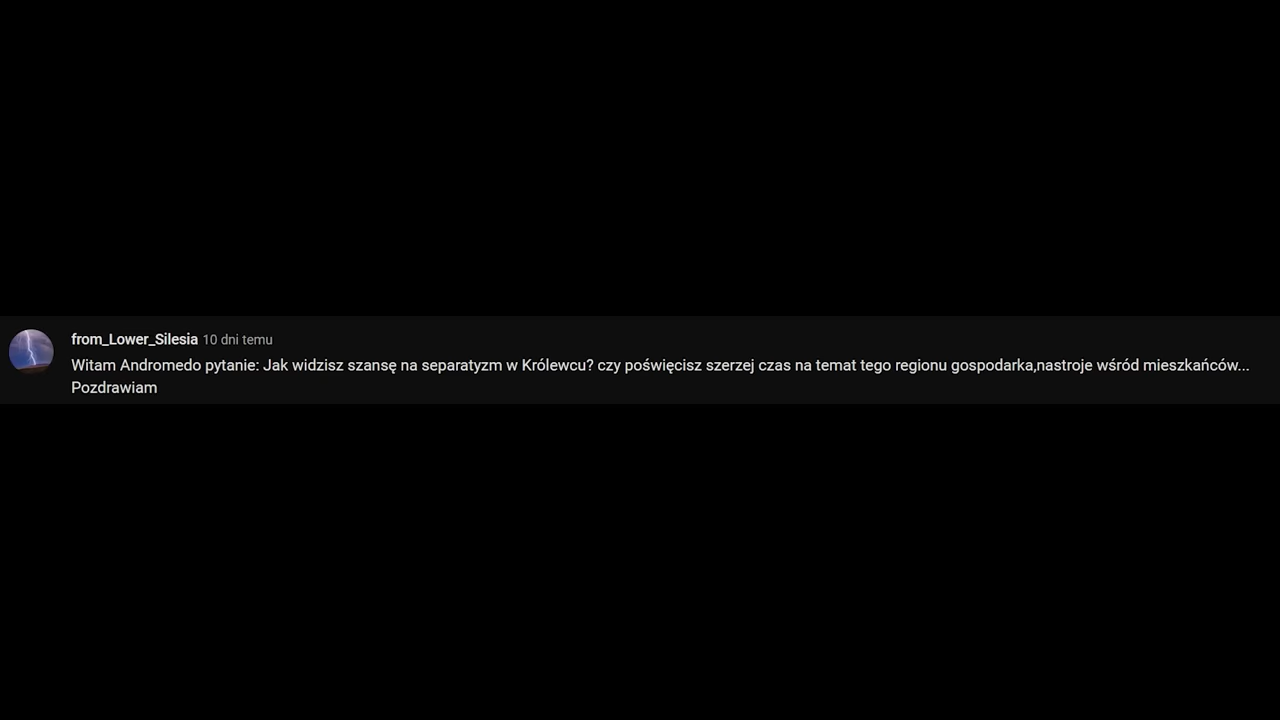 from_Lower_Silesia 10 dni temu
Witam Andromedo pytanie: Jak widzisz szansę na separatyzm w Królewcu? czy poświęcisz szerzej czas na temat tego regionu gospodarka,nastroje wśród mieszkańców...
Pozdrawiam